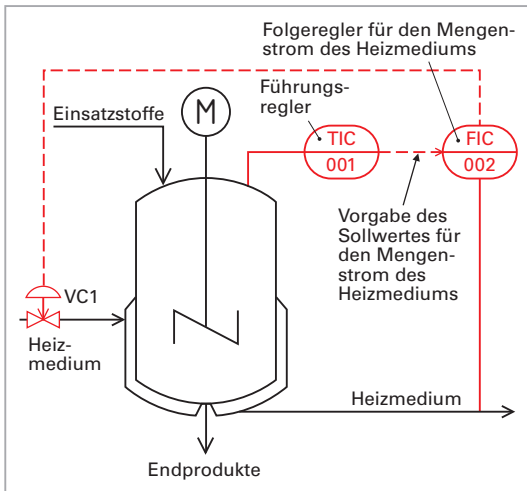 Folgeregler für den Mengen-
strom des Heizmediums
Führungs-
regler
Einsatzstoffe
M
TIC
001
FIC
002
Vorgabe des
Sollwertes für
den Mengen-
strom des
Heizmediums
VC1
Heiz-
medium
Heizmedium
Endprodukte